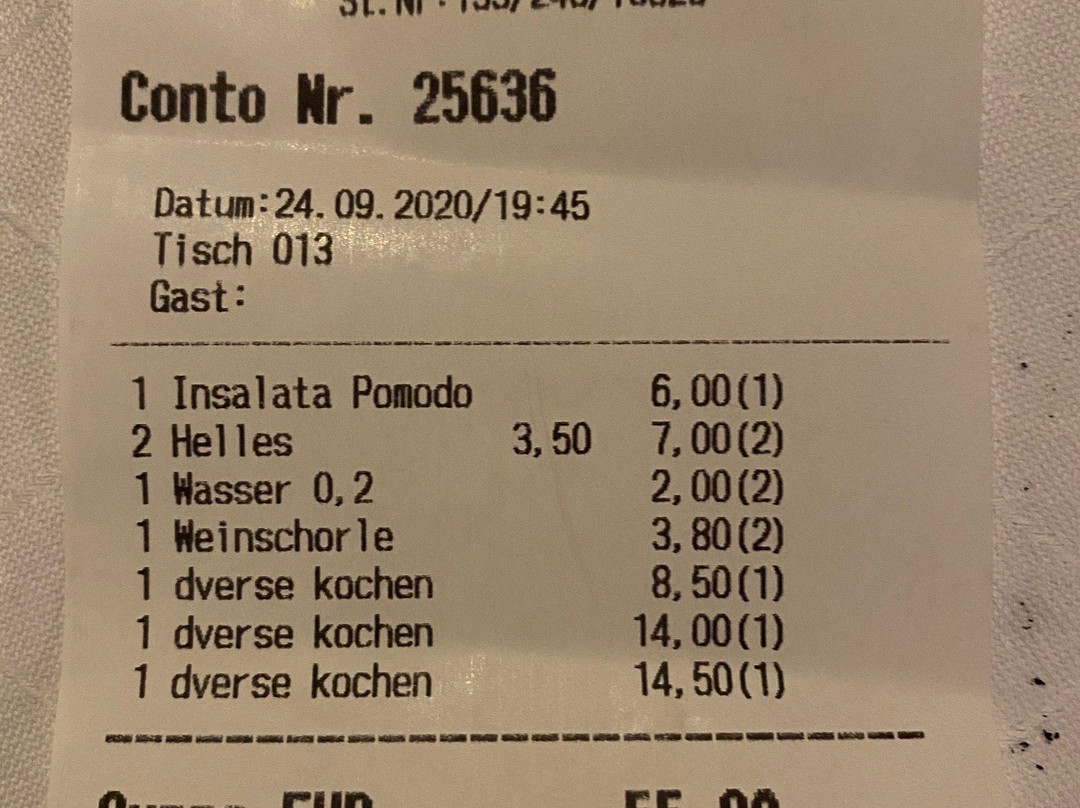 Conto Nr. 25636
Datum:24.09.2020/19:45
Tisch 013
Gast:
1 Insalata Pomodo 6,00(1)
2 Helles 3,50 7,00(2)
1 Wasser 0,2 2,00(2)
1 Weinschorle 3,80(2)
1 dverse kochen 8,50(1)
1 dverse kochen 14,00(1)
1 dverse kochen 14,50(1)